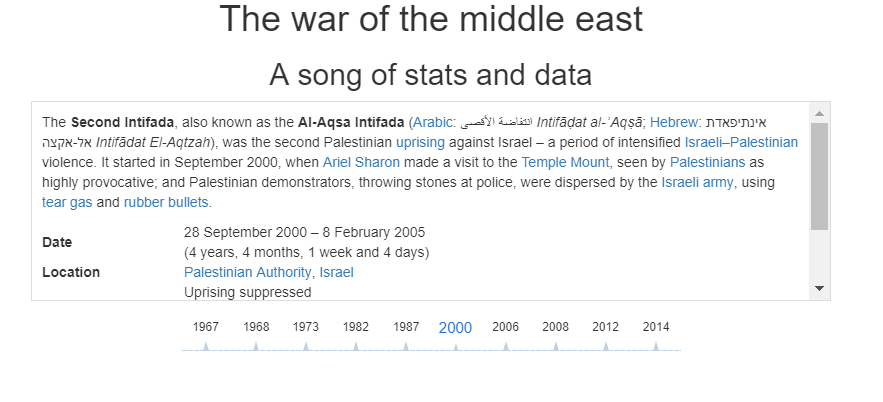 The war of the middle east
A song of stats and data
The Second Intifada, also known as the Al-Aqsa Intifada (Arabic: انتفاضة الأقصى Intifāḍat al-ʾAqṣā; Hebrew: אינתיפאדת
אל-אקצה Intifādat El-Aqtzah), was the second Palestinian uprising against Israel – a period of intensified Israeli–Palestinian
violence. It started in September 2000, when Ariel Sharon made a visit to the Temple Mount, seen by Palestinians as
highly provocative; and Palestinian demonstrators, throwing stones at police, were dispersed by the Israeli army, using
tear gas and rubber bullets.
Date
28 September 2000 – 8 February 2005
(4 years, 4 months, 1 week and 4 days)
Location
Palestinian Authority, Israel
Uprising suppressed
1967 1968 1973 1982 1987 2000 2006 2008 2012 2014